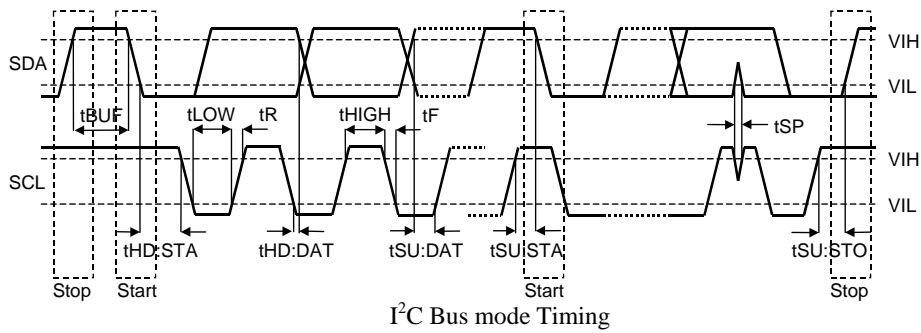 SDA
VIH
VIL
tBUF
tLOW
tR
tHIGH
tF
tSP
SCL
VIH
VIL
tHD:STA
tHD:DAT
tSU:DAT
tSU:STA
tSU:STO
Stop
Start
Start
Stop
I²C Bus mode Timing